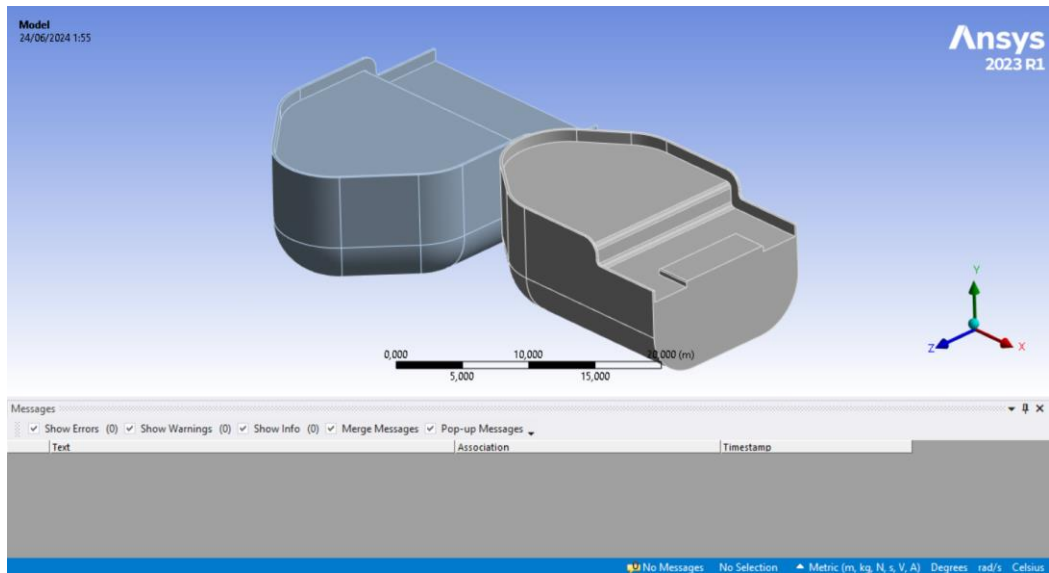 Model
24/06/2024 1:55
Ansys
2023 R1
Y
Z
X
0,000 10,000 20,000 (m)
5,000 15,000
Messages
Show Errors (0) Show Warnings (0) Show Info (0) Merge Messages Pop-up Messages
Text Association Timestamp
No Messages No Selection Metric (m, kg, N, s, V, A) Degrees rad/s Celsius